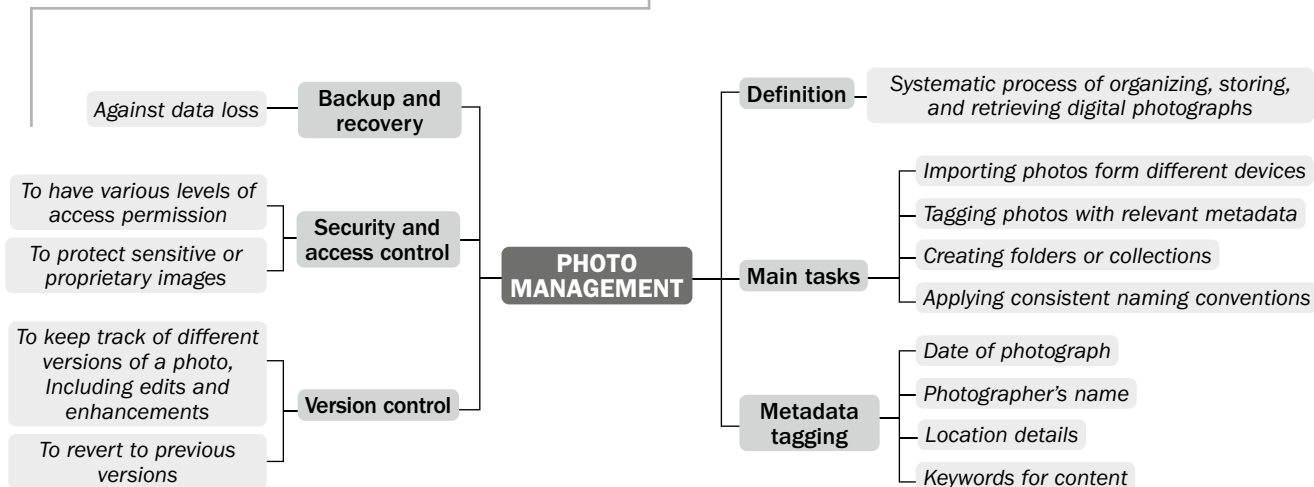 Against data loss
Backup and
recovery
To have various levels of
access permission
To protect sensitive or
proprietary images
Security and
access control
To keep track of different
versions of a photo,
Including edits and
enhancements
To revert to previous
versions
Version control
PHOTO
MANAGEMENT
Definition
Systematic process of organizing, storing,
and retrieving digital photographs
Main tasks
Importing photos form different devices
Tagging photos with relevant metadata
Creating folders or collections
Applying consistent naming conventions
Metadada
tagging
Date of photograph
Photographer's name
Location details
Keywords for content